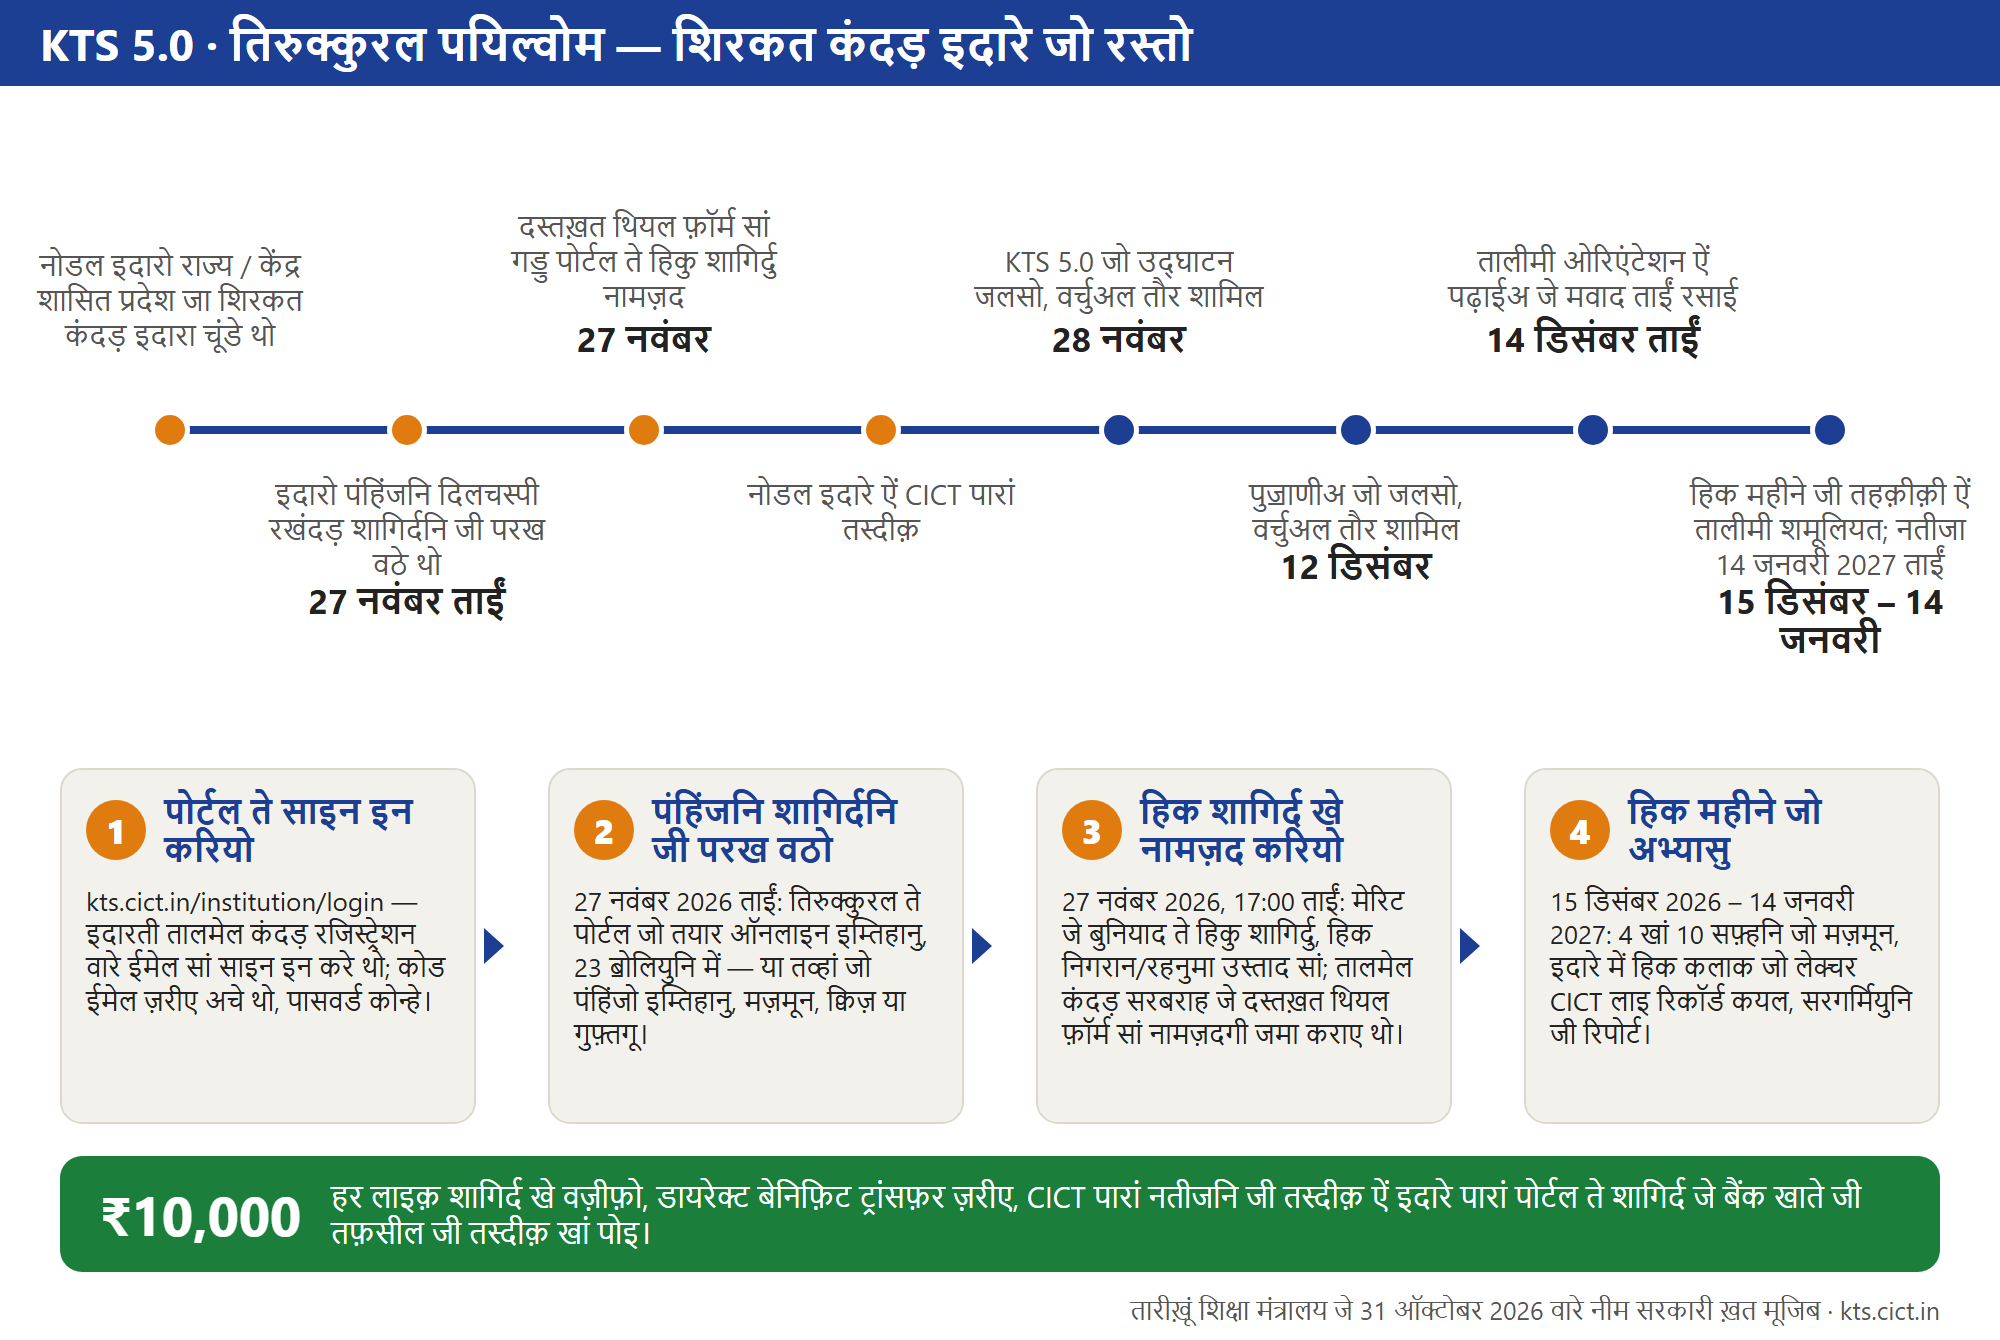 KTS 5.0 · तिरुक्कुरल पयिल्वोम — शिरकत कंदड़ इदारे जो रस्तो
नोडल इदारो राज्य / केंद्र
शासित प्रदेश जा शिरकत
कंदड़ इदारा चूंडे थो
दस्तख़त थियल फ़ॉर्म सां
गॾु पोर्टल ते हिकु शागिर्दु
नामज़द
27 नवंबर
KTS 5.0 जो उद्घाटन
जलसो, वर्चुअल तौर शामिल
28 नवंबर
तालीमी ओरिएंटेशन ऐं
पढ़ाईअ जे मवाद ताईं रसाई
14 डिसंबर ताईं
इदारो पंहिंजनि दिलचस्पी
रखंदड़ शागिर्दनि जी परख
वठे थो
27 नवंबर ताईं
नोडल इदारे ऐं CICT पारां
तस्दीक़
पुॼाणीअ जो जलसो,
वर्चुअल तौर शामिल
12 डिसंबर
हिक महीने जी तहक़ीक़ी ऐं
तालीमी शमूलियत; नतीजा
14 जनवरी 2027 ताईं
15 डिसंबर – 14
जनवरी
1
पोर्टल ते साइन इन
करियो
kts.cict.in/institution/login —
इदारती तालमेल कंदड़ रजिस्ट्रेशन
वारे ईमेल सां साइन इन करे थो; कोड
ईमेल ज़रीए अचे थो, पासवर्ड कोन्हे।
2
पंहिंजनि शागिर्दनि
जी परख वठो
27 नवंबर 2026 ताईं: तिरुक्कुरल ते
पोर्टल जो तयार ऑनलाइन इम्तिहानु,
23 ॿोलियुनि में — या तव्हां जो
पंहिंजो इम्तिहानु, मज़मून, क्विज़ या
गुफ़्तगू।
3
हिक शागिर्द खे
नामज़द करियो
27 नवंबर 2026, 17:00 ताईं: मेरिट
जे बुनियाद ते हिकु शागिर्दु, हिक
निगरान/रहनुमा उस्ताद सां; तालमेल
कंदड़ सरबराह जे दस्तख़त थियल
फ़ॉर्म सां नामज़दगी जमा कराए थो।
4
हिक महीने जो
अभ्यासु
15 डिसंबर 2026 – 14 जनवरी
2027: 4 खां 10 सफ़्हनि जो मज़मून,
इदारे में हिक कलाक जो लेक्चर
CICT लाइ रिकॉर्ड कयल, सरगर्मियुनि
जी रिपोर्ट।
₹10,000
हर लाइक़ शागिर्द खे वज़ीफ़ो, डायरेक्ट बेनिफ़िट ट्रांसफ़र ज़रीए, CICT पारां नतीजनि जी तस्दीक़ ऐं इदारे पारां पोर्टल ते शागिर्द जे बैंक खाते जी
तफ़सील जी तस्दीक़ खां पोइ।
तारीख़ूं शिक्षा मंत्रालय जे 31 ऑक्टोबर 2026 वारे नीम सरकारी ख़त मूजिब · kts.cict.in